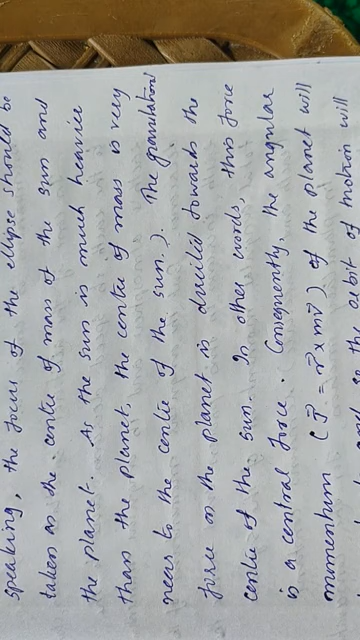 speaking, the focus of the ellipse should be
taken as the centre of mass of the sun and
the planet. As the sun is much heavier
than the planet, the centre of mass is very
near to the centre of the sun.). The gravitational
force on the planet is directed towards the
centre of the sun. In other words, this force
is a central force. Consequently, the angular
momentum (J⃗ = r⃗ x mv⃗) of the planet will
as the orbit of motion will